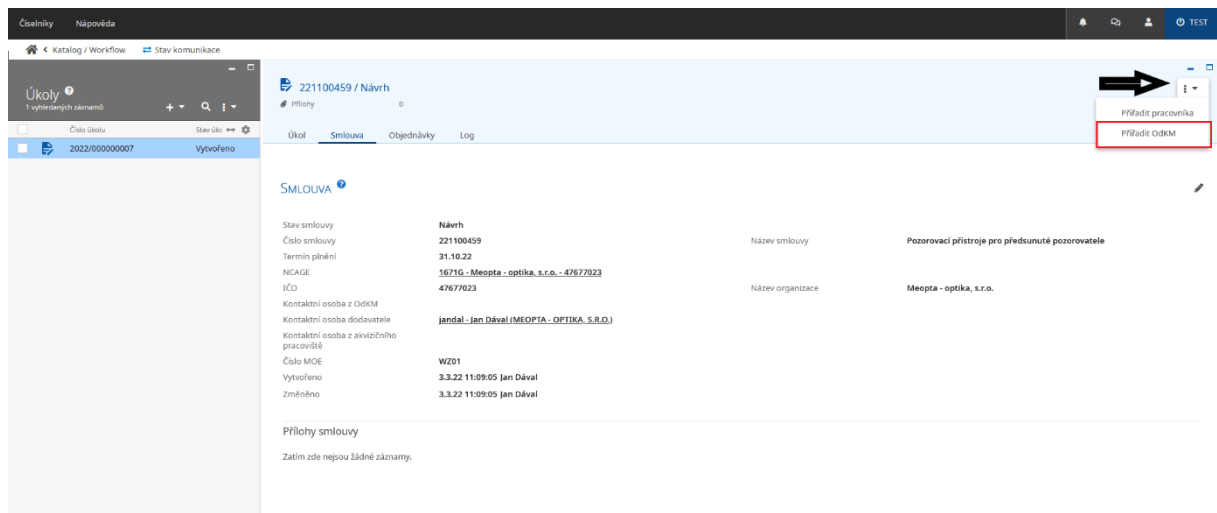 Číselníky Nápověda
TEST
Katalog / Workflow Stav komunikace
Úkoly
1 vyhledaných záznamů
Číslo úkolu Stav úkc
2022/000000007 Vytvořeno
221100459 / Návrh
Přílohy 0
Úkol Smlouva Objednávky Log
Přiřadit pracovníka
Přiřadit OdKM
SMLOUVA
Stav smlouvy Návrh
Číslo smlouvy 221100459 Název smlouvy Pozorovací přístroje pro předsunuté pozorovatele
Termín plnění 31.10.22
NCAGE 1671G - Meopta - optika, s.r.o. - 47677023
IČO 47677023 Název organizace Meopta - optika, s.r.o.
Kontaktní osoba z OdKM
Kontaktní osoba dodavatele jandal - Jan Dával (MEOPTA - OPTIKA, S.R.O.)
Kontaktní osoba z akvizičního
pracoviště
Číslo MOE WZ01
Vytvořeno 3.3.22 11:09:05 Jan Dával
Změněno 3.3.22 11:09:05 Jan Dával
Přílohy smlouvy
Zatím zde nejsou žádné záznamy.